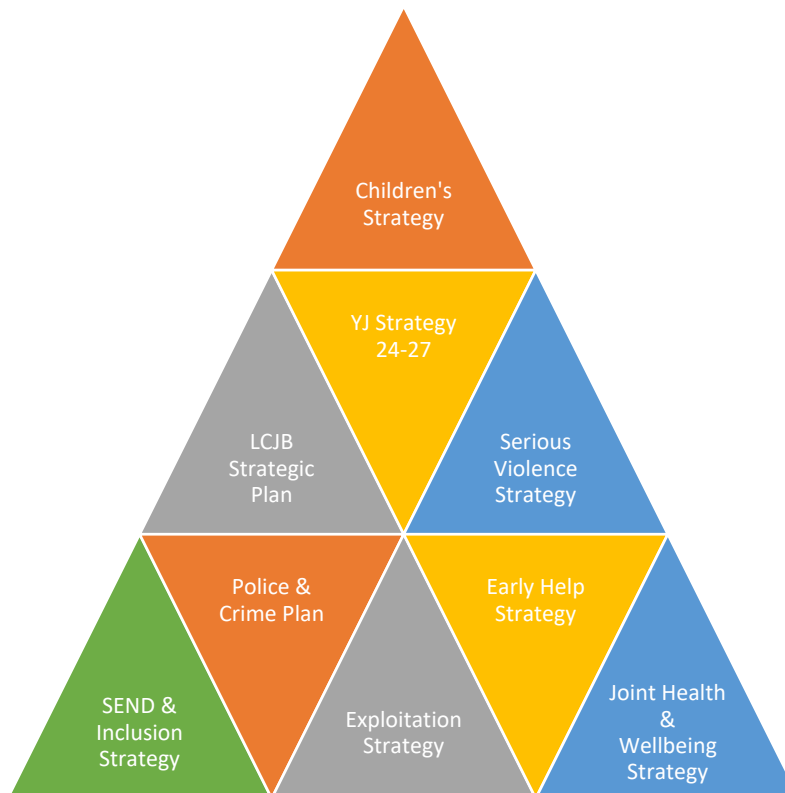 Children's
Strategy
YJ Strategy
24-27
LCJB
Strategic
Plan
Serious
Violence
Strategy
Police &
Crime Plan
Early Help
Strategy
SEND &
Inclusion
Strategy
Exploitation
Strategy
Joint Health
&
Wellbeing
Strategy